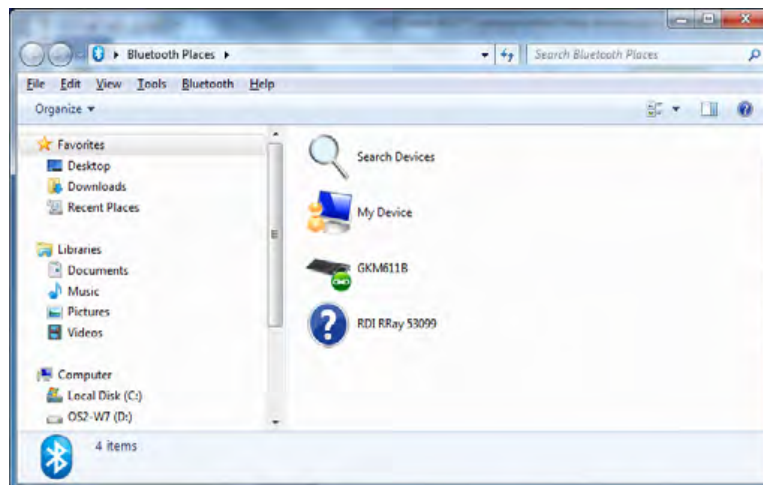 Bluetooth Places
Search Bluetooth Places
File Edit View Tools Bluetooth Help
Organize
Favorites
Desktop
Downloads
Recent Places
Libraries
Documents
Music
Pictures
Videos
Computer
Local Disk (C:)
OS2-W7 (D:)
Search Devices
My Device
GKM611B
RDI RRay 53099
4 items